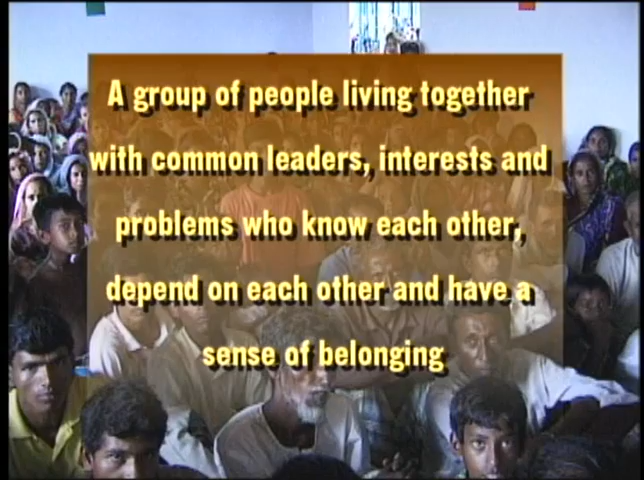 A group of people living together
with common leaders, interests and
problems who know each other,
depend on each other and have a
sense of belonging